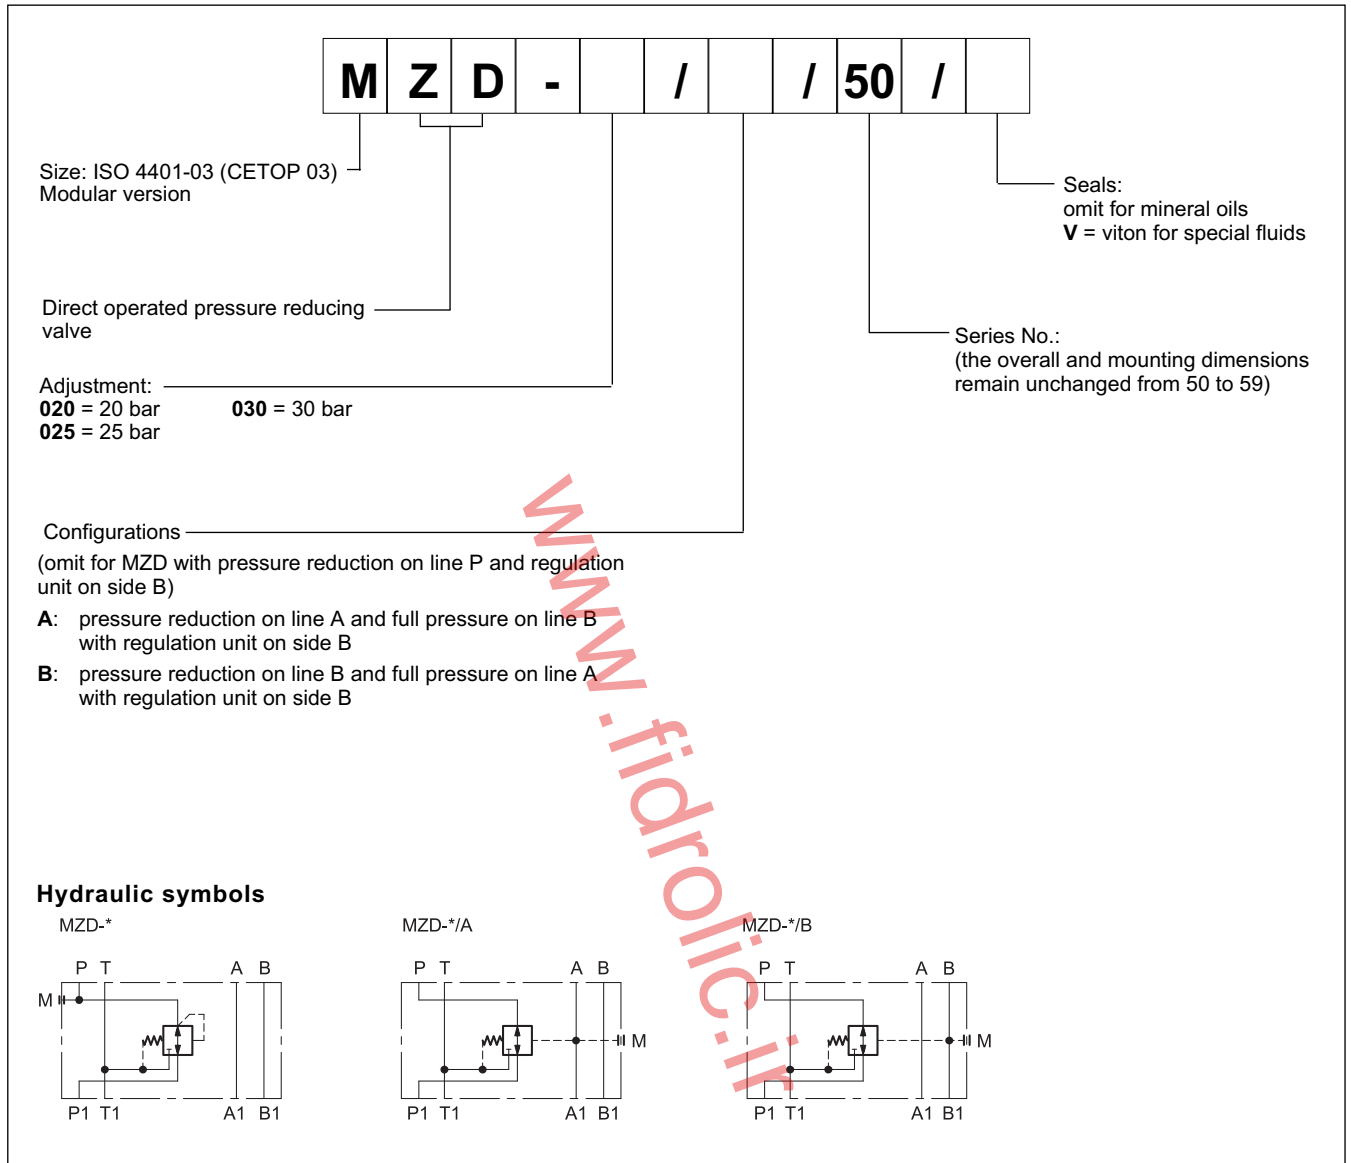 M Z D - / / 50 /
Size: ISO 4401-03 (CETOP 03)
Modular version
Seals:
omit for mineral oils
V = viton for special fluids
Direct operated pressure reducing
valve
Series No.:
(the overall and mounting dimensions
remain unchanged from 50 to 59)
Adjustment:
020 = 20 bar 030 = 30 bar
025 = 25 bar
Configurations
(omit for MZD with pressure reduction on line P and regulation
unit on side B)
A: pressure reduction on line A and full pressure on line B
with regulation unit on side B
B: pressure reduction on line B and full pressure on line A
with regulation unit on side B
www.fidrolic.ir
Hydraulic symbols
MZD-* MZD-*/A MZD-*/B
P T A B P T A B P T A B
M M M
P1 T1 A1 B1 P1 T1 A1 B1 P1 T1 A1 B1